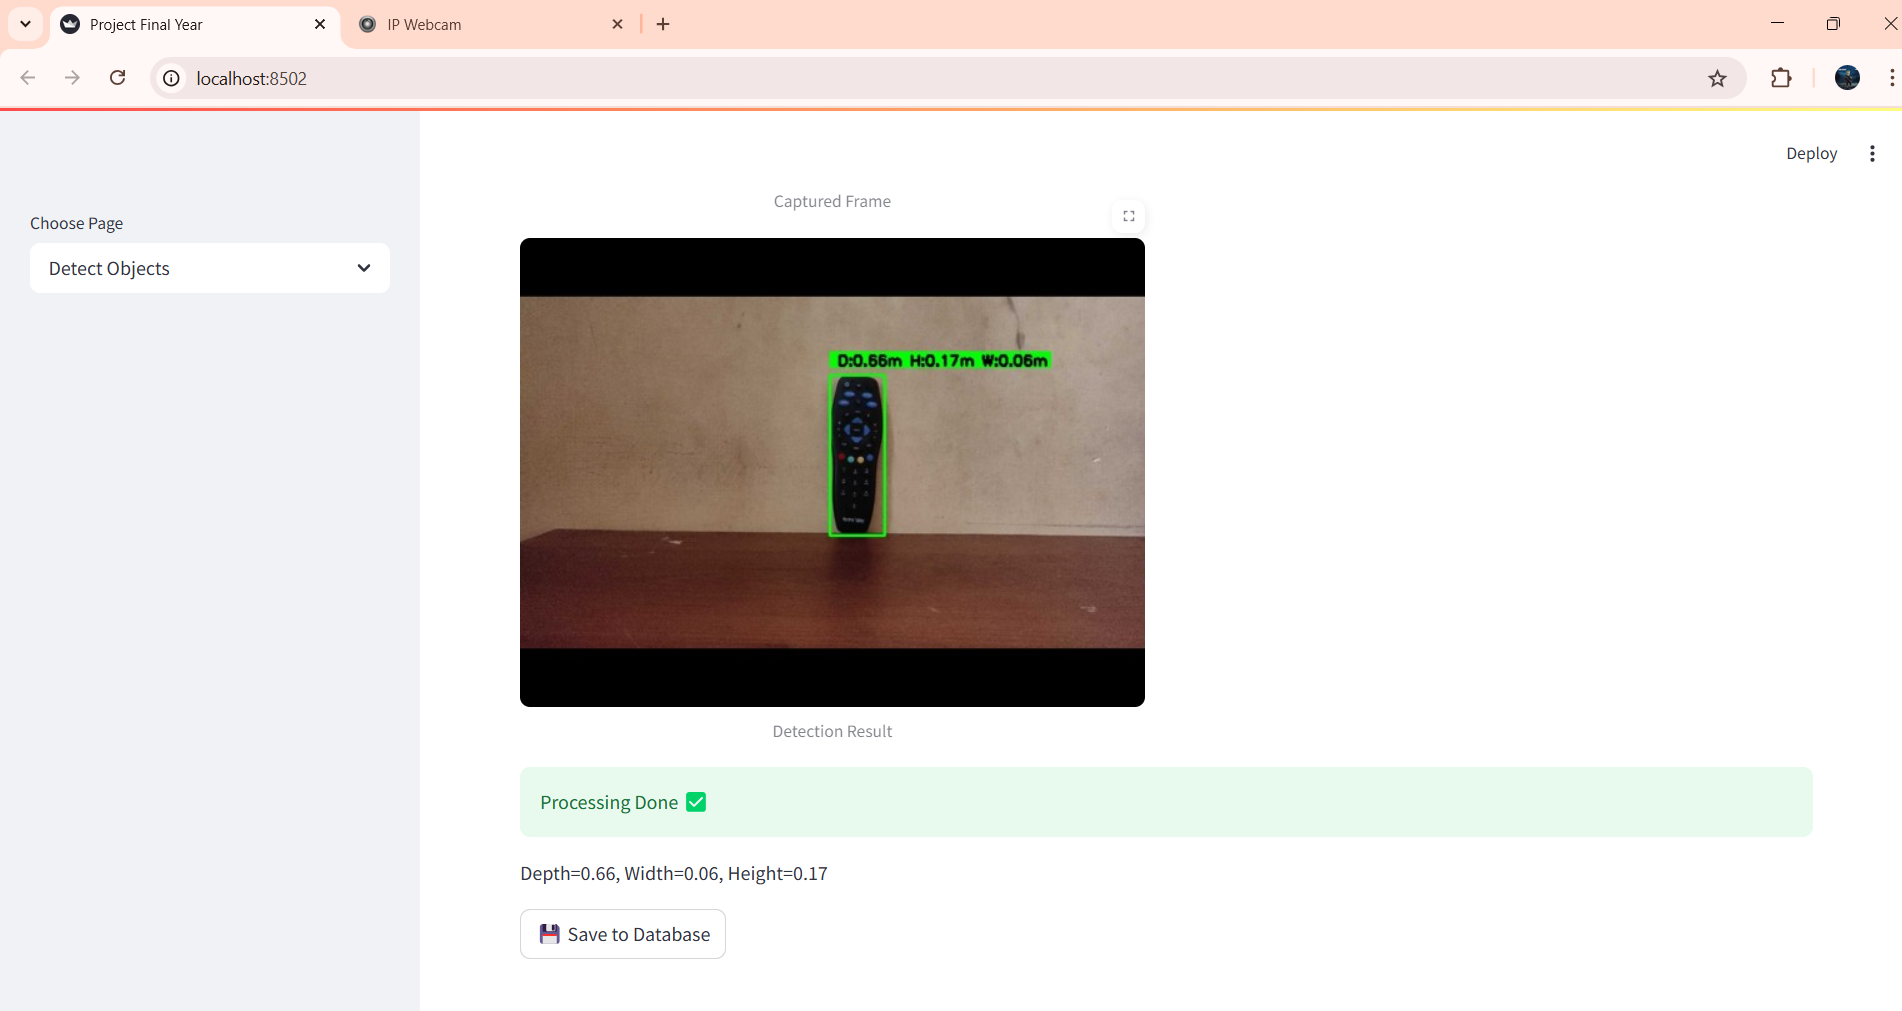 Project Final Year
IP Webcam
localhost:8502
Deploy
Choose Page
Detect Objects
Captured Frame
D:0.66m H:0.17m W:0.06m
Detection Result
Processing Done
Depth=0.66, Width=0.06, Height=0.17
Save to Database